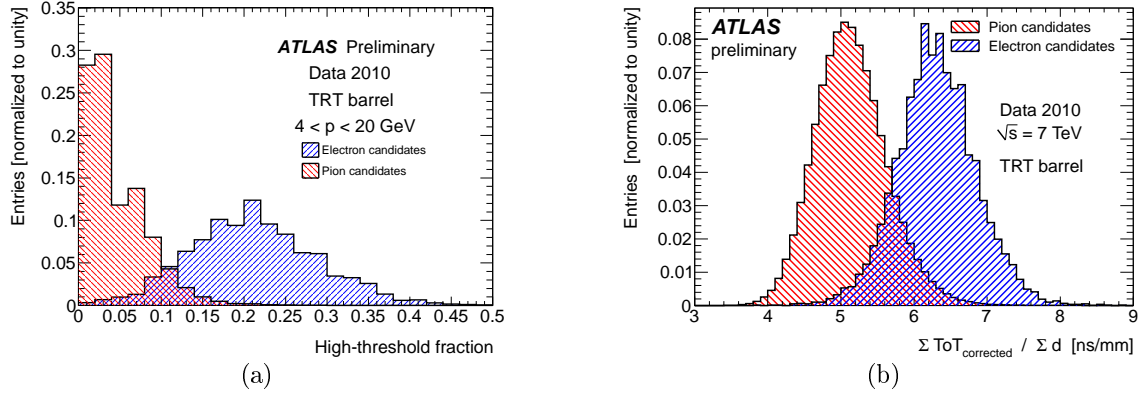 Entries [normalized to unity]
0.35
0.3
0.25
0.2
0.15
0.1
0.05
0
ATLAS Preliminary
Data 2010
TRT barrel
4 < p < 20 GeV
Electron candidates
Pion candidates
0 0.05 0.1 0.15 0.2 0.25 0.3 0.35 0.4 0.45 0.5
High-threshold fraction
(a)
Entries [normalized to unity]
0.08
0.07
0.06
0.05
0.04
0.03
0.02
0.01
0
ATLAS
preliminary
Pion candidates
Electron candidates
Data 2010
√s = 7 TeV
TRT barrel
3 4 5 6 7 8 9
Σ ToTcorrected / Σ d [ns/mm]
(b)